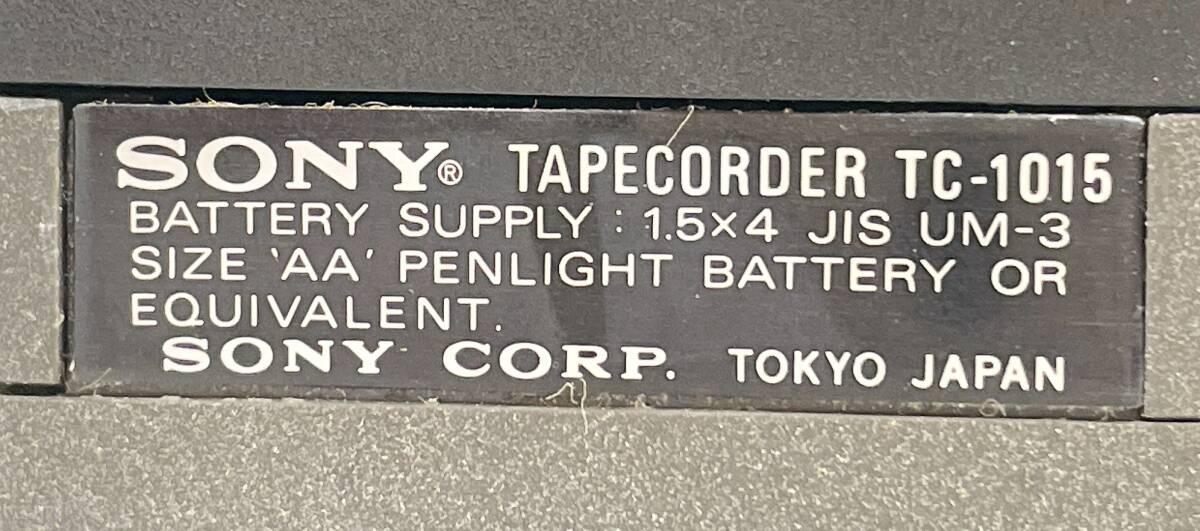 SONY® TAPECORDER TC-1015
BATTERY SUPPLY : 1.5×4 JIS UM-3
SIZE 'AA' PENLIGHT BATTERY OR
EQUIVALENT.
SONY CORP. TOKYO JAPAN